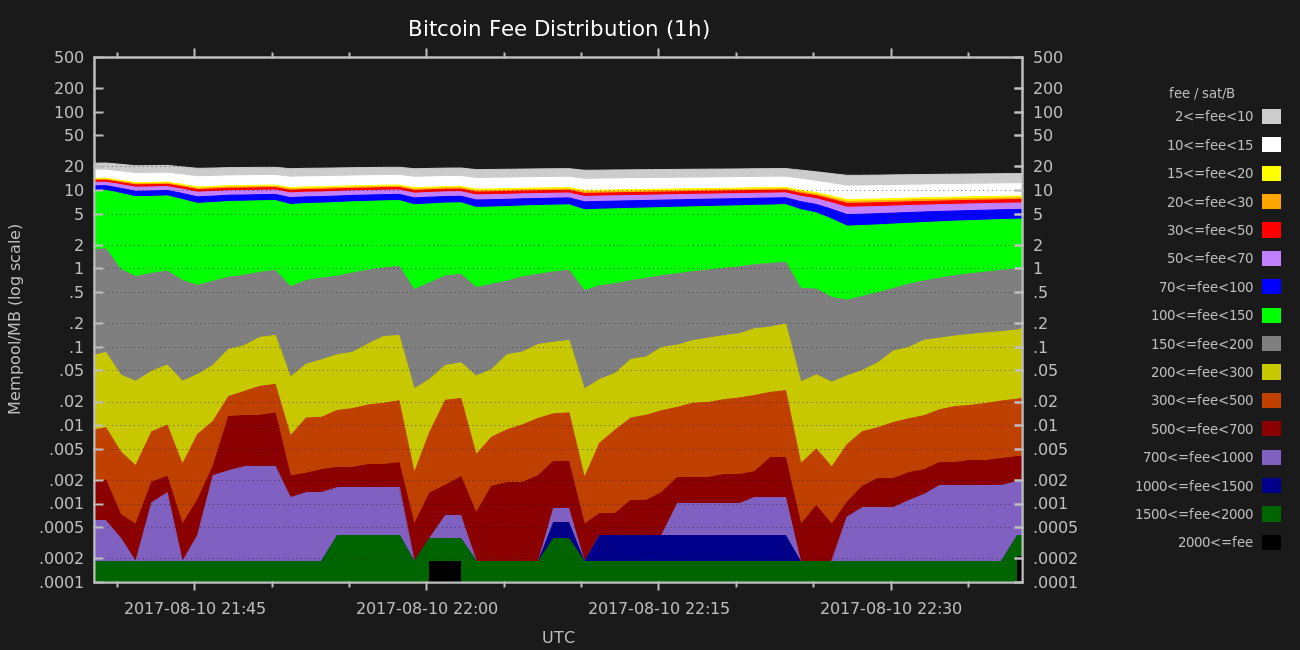 Bitcoin Fee Distribution (1h)
500
200
100
50
20
10
5
2
1
.5
.2
.1
.05
.02
.01
.005
.002
.001
.0005
.0002
.0001
Mempool/MB (log scale)
500
200
100
50
20
10
5
2
1
.5
.2
.1
.05
.02
.01
.005
.002
.001
.0005
.0002
.0001
2017-08-10 21:45
2017-08-10 22:00
2017-08-10 22:15
2017-08-10 22:30
UTC
fee / sat/B
2<=fee<10
10<=fee<15
15<=fee<20
20<=fee<30
30<=fee<50
50<=fee<70
70<=fee<100
100<=fee<150
150<=fee<200
200<=fee<300
300<=fee<500
500<=fee<700
700<=fee<1000
1000<=fee<1500
1500<=fee<2000
2000<=fee